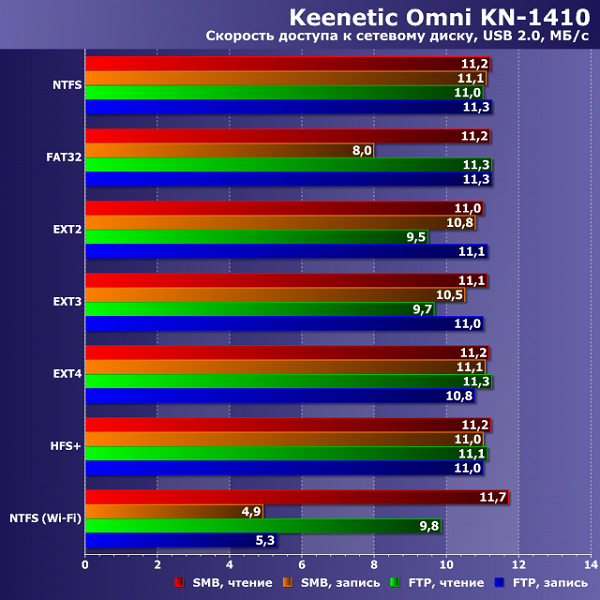 Keenetic Omni KN-1410
Скорость доступа к сетевому диску, USB 2.0, МБ/с
NTFS
11,2
11,1
11,0
11,3
FAT32
11,2
8,0
11,3
11,3
EXT2
11,0
10,8
9,5
11,1
EXT3
11,1
10,5
9,7
11,0
EXT4
11,2
11,1
11,3
10,8
HFS+
11,2
11,0
11,1
11,0
NTFS (Wi-Fi)
11,7
4,9
9,8
5,3
0 2 4 6 8 10 12 14
SMB, чтение SMB, запись FTP, чтение FTP, запись